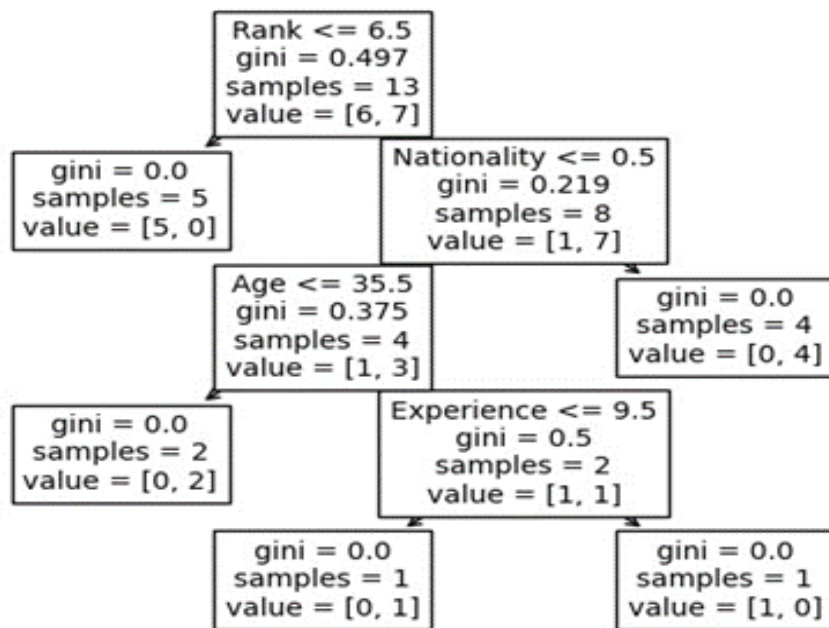 Rank <= 6.5
gini = 0.497
samples = 13
value = [6, 7]
gini = 0.0
samples = 5
value = [5, 0]
Nationality <= 0.5
gini = 0.219
samples = 8
value = [1, 7]
Age <= 35.5
gini = 0.375
samples = 4
value = [1, 3]
gini = 0.0
samples = 4
value = [0, 4]
gini = 0.0
samples = 2
value = [0, 2]
Experience <= 9.5
gini = 0.5
samples = 2
value = [1, 1]
gini = 0.0
samples = 1
value = [0, 1]
gini = 0.0
samples = 1
value = [1, 0]